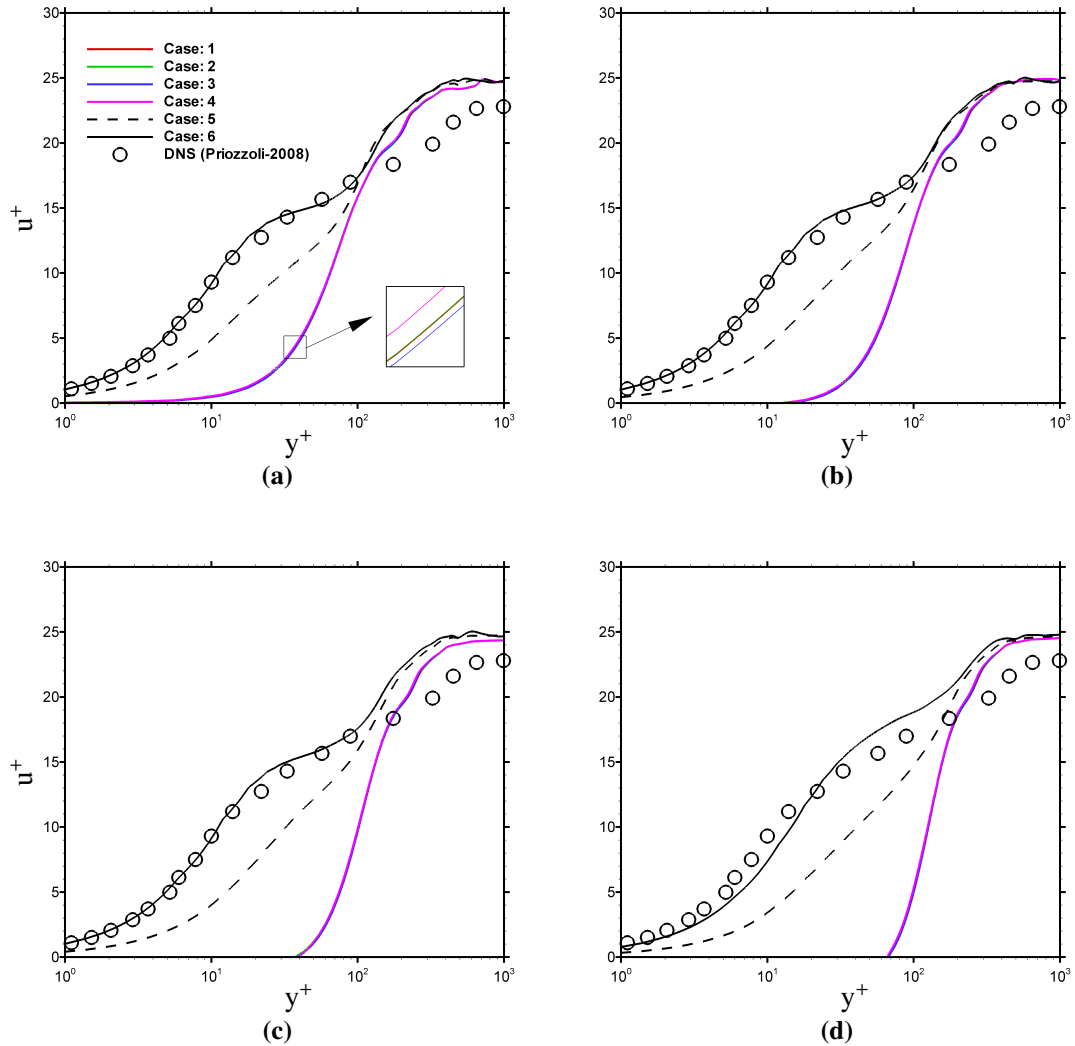 30
25
20
15
10
5
0
u+
Case: 1
Case: 2
Case: 3
Case: 4
Case: 5
Case: 6
DNS (Priozzoli-2008)
10⁰ 10¹ 10² 10³
y⁺
(a)
30
25
20
15
10
5
0
u⁺
10⁰ 10¹ 10² 10³
y⁺
(b)
30
25
20
15
10
5
0
u⁺
10⁰ 10¹ 10² 10³
y⁺
(c)
30
25
20
15
10
5
0
u⁺
10⁰ 10¹ 10² 10³
y⁺
(d)